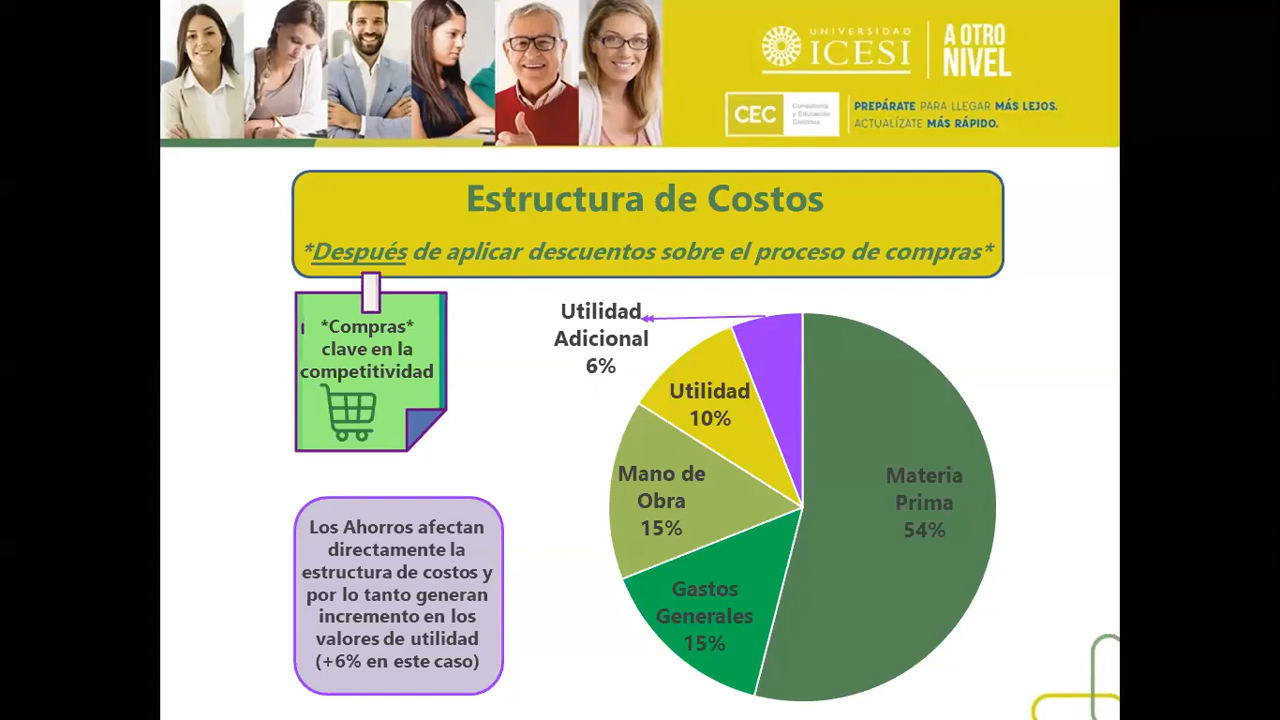 UNIVERSIDAD
ICESI
A OTRO
NIVEL
CEC
Consultoría
y Educación
Continua
PREPÁRATE PARA LLEGAR MÁS LEJOS.
ACTUALÍZATE MÁS RÁPIDO.
Estructura de Costos
*Después de aplicar descuentos sobre el proceso de compras*
*Compras*
clave en la
competitividad
Utilidad
Adicional
6%
Utilidad
10%
Mano de
Obra
15%
Materia
Prima
54%
Gastos
Generales
15%
Los Ahorros afectan
directamente la
estructura de costos y
por lo tanto generan
incremento en los
valores de utilidad
(+6% en este caso)